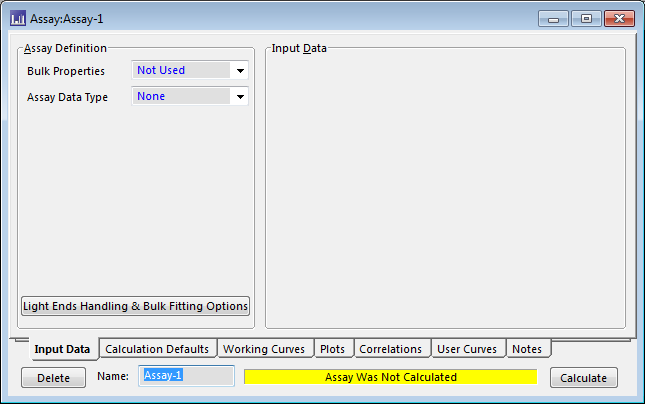 Assay:Assay-1
Assay Definition
Input Data
Bulk Properties Not Used
Assay Data Type None
Light Ends Handling & Bulk Fitting Options
Input Data Calculation Defaults Working Curves Plots Correlations User Curves Notes
Delete Name: Assay-1 Assay Was Not Calculated Calculate